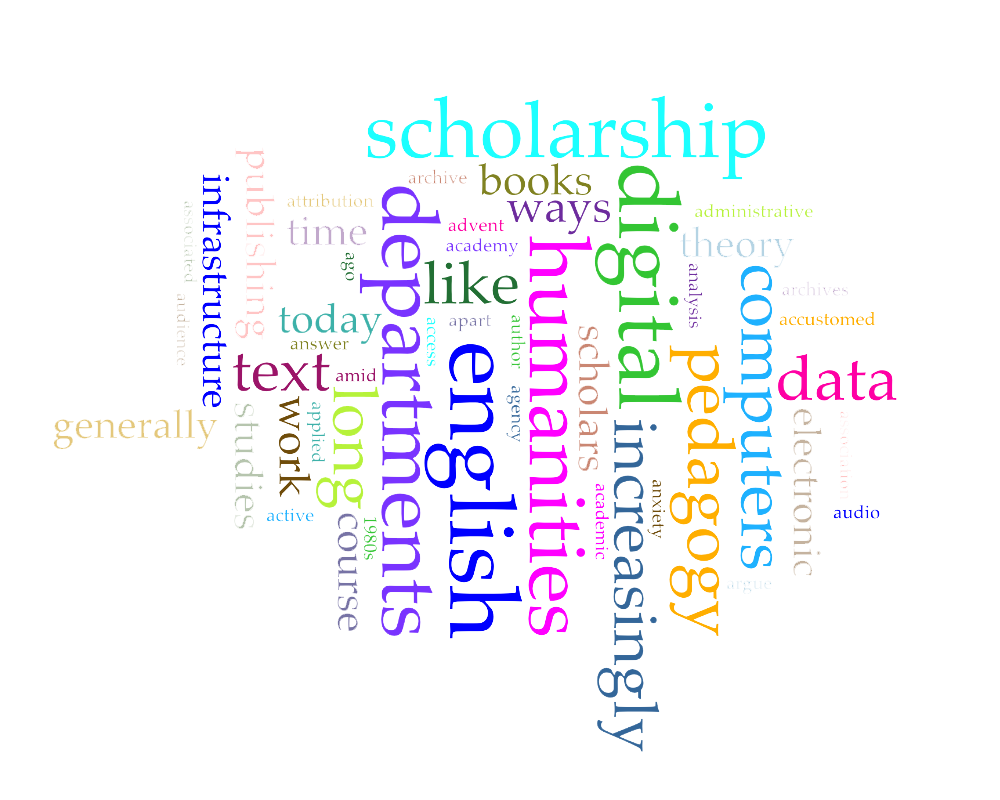 scholarship
archive
books
publishing
infrastructure
attribution
departments
ways
digital
administrative
associated
time
advent
academy
humanities
theory
ago
like
analysis
computers
archives
audience
today
answer
access
apart
author
scholars
accustomed
text
amid
english
pedagogy
data
generally
studies
work
applied
long
agency
increasingly
electronic
association
active
1980s
course
academic
anxiety
audio
argue